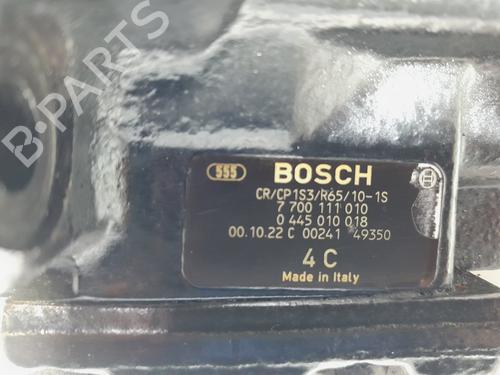 B-PARTS
555 BOSCH
CR/CP1S3/R65/10-1S
7 700 111 010
0 445 010 018
00.10.22 C 00241 49350
4 C
Made in Italy